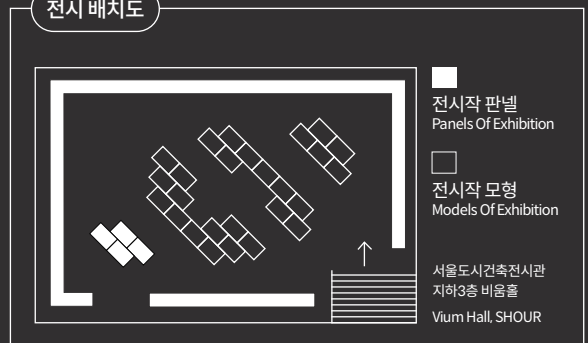 전시 배치도
전시작 판넬
Panels Of Exhibition
전시작 모형
Models Of Exhibition
서울도시건축전시관
지하3층 비움홀
Vium Hall, SHOUR